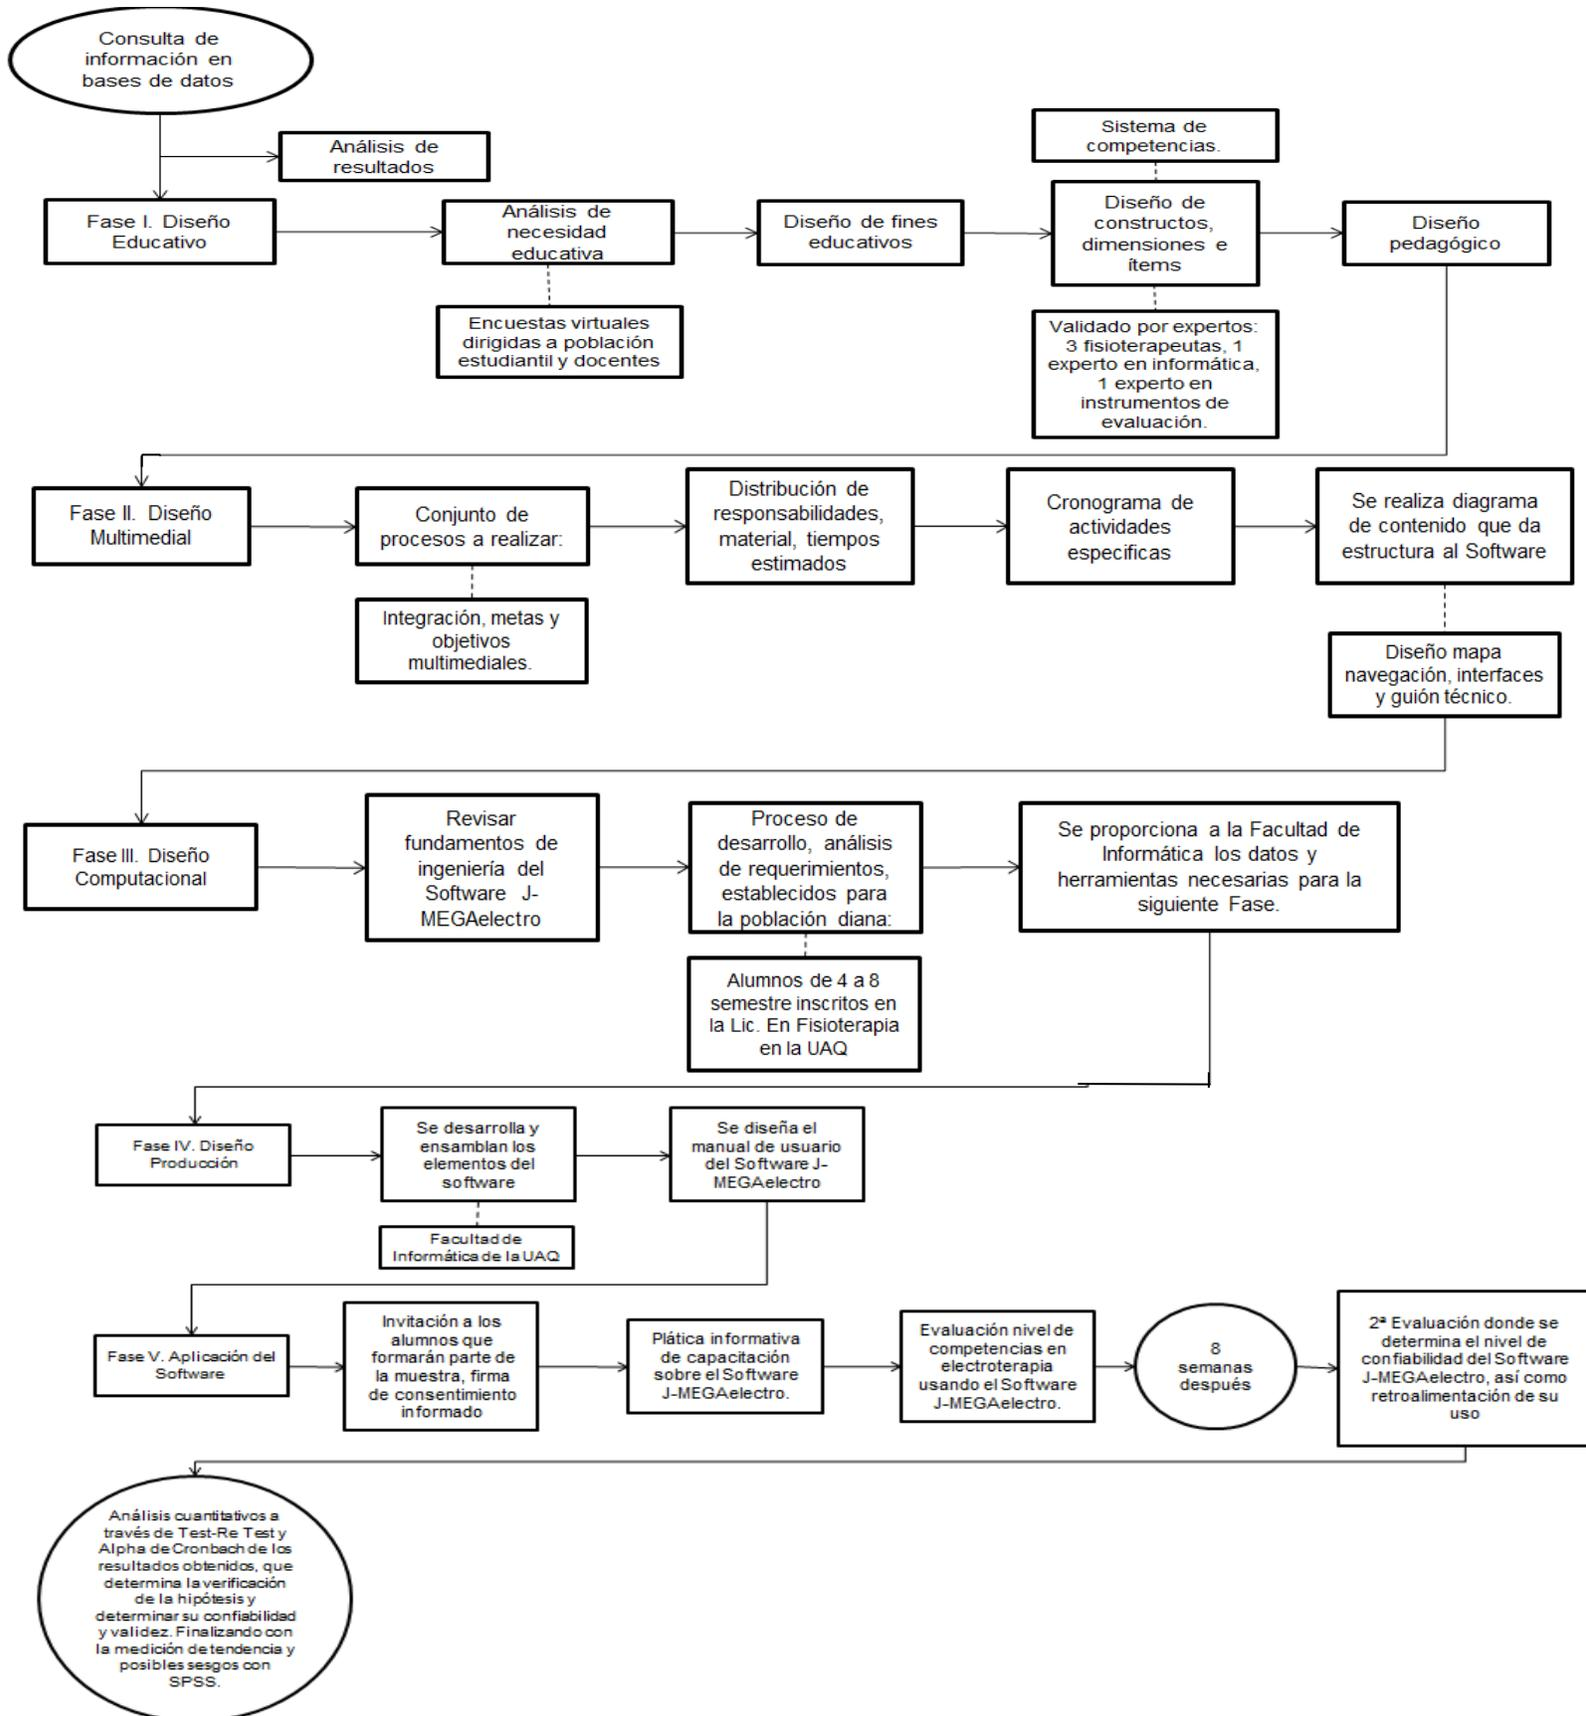 Consulta de
información en
bases de datos
Análisis de
resultados
Sistema de
competencias.
Fase I. Diseño
Educativo
Análisis de
necesidad
educativa
Diseño de fines
educativos
Diseño de
constructos,
dimensiones e
ítems
Diseño
pedagógico
Encuestas virtuales
dirigidas a población
estudiantil y docentes
Validado por expertos:
3 fisioterapeutas, 1
experto en informática,
1 experto en
instrumentos de
evaluación.
Fase II. Diseño
Multimedial
Conjunto de
procesos a realizar:
Distribución de
responsabilidades,
material, tiempos
estimados
Cronograma de
actividades
especificas
Se realiza diagrama
de contenido que da
estructura al Software
Integración, metas y
objetivos
multimediales.
Diseño mapa
navegación, interfaces
y guión técnico.
Fase III. Diseño
Computacional
Revisar
fundamentos de
ingeniería del
Software J-
MEGAelectro
Proceso de
desarrollo, análisis
de requerimientos,
establecidos para
la población diana:
Se proporciona a la Facultad de
Informática los datos y
herramientas necesarias para la
siguiente Fase.
Alumnos de 4 a 8
semestre inscritos en
la Lic. En Fisioterapia
en la UAQ
Fase IV. Diseño
Producción
Se desarrolla y
ensamblan los
elementos del
software
Se diseña el
manual de usuario
del Software J-
MEGAelectro
Facultad de
Informática de la UAQ
Fase V. Aplicación del
Software
Invitación a los
alumnos que
formarán parte de
la muestra, firma
de consentimiento
informado
Plática informativa
de capacitación
sobre el Software
J-MEGAelectro.
Evaluación nivel de
competencias en
electroterapia
usando el Software
J-MEGAelectro.
8
semanas
después
2ª Evaluación donde se
determina el nivel de
confiabilidad del Software
J-MEGAelectro, así como
retroalimentación de su
uso
Análisis cuantitativos a
través de Test-Re Test y
Alpha de Cronbach de los
resultados obtenidos, que
determina la verificación
de la hipótesis y
determinar su confiabilidad
y validez. Finalizando con
la medición de tendencia y
posibles sesgos con
SPSS.